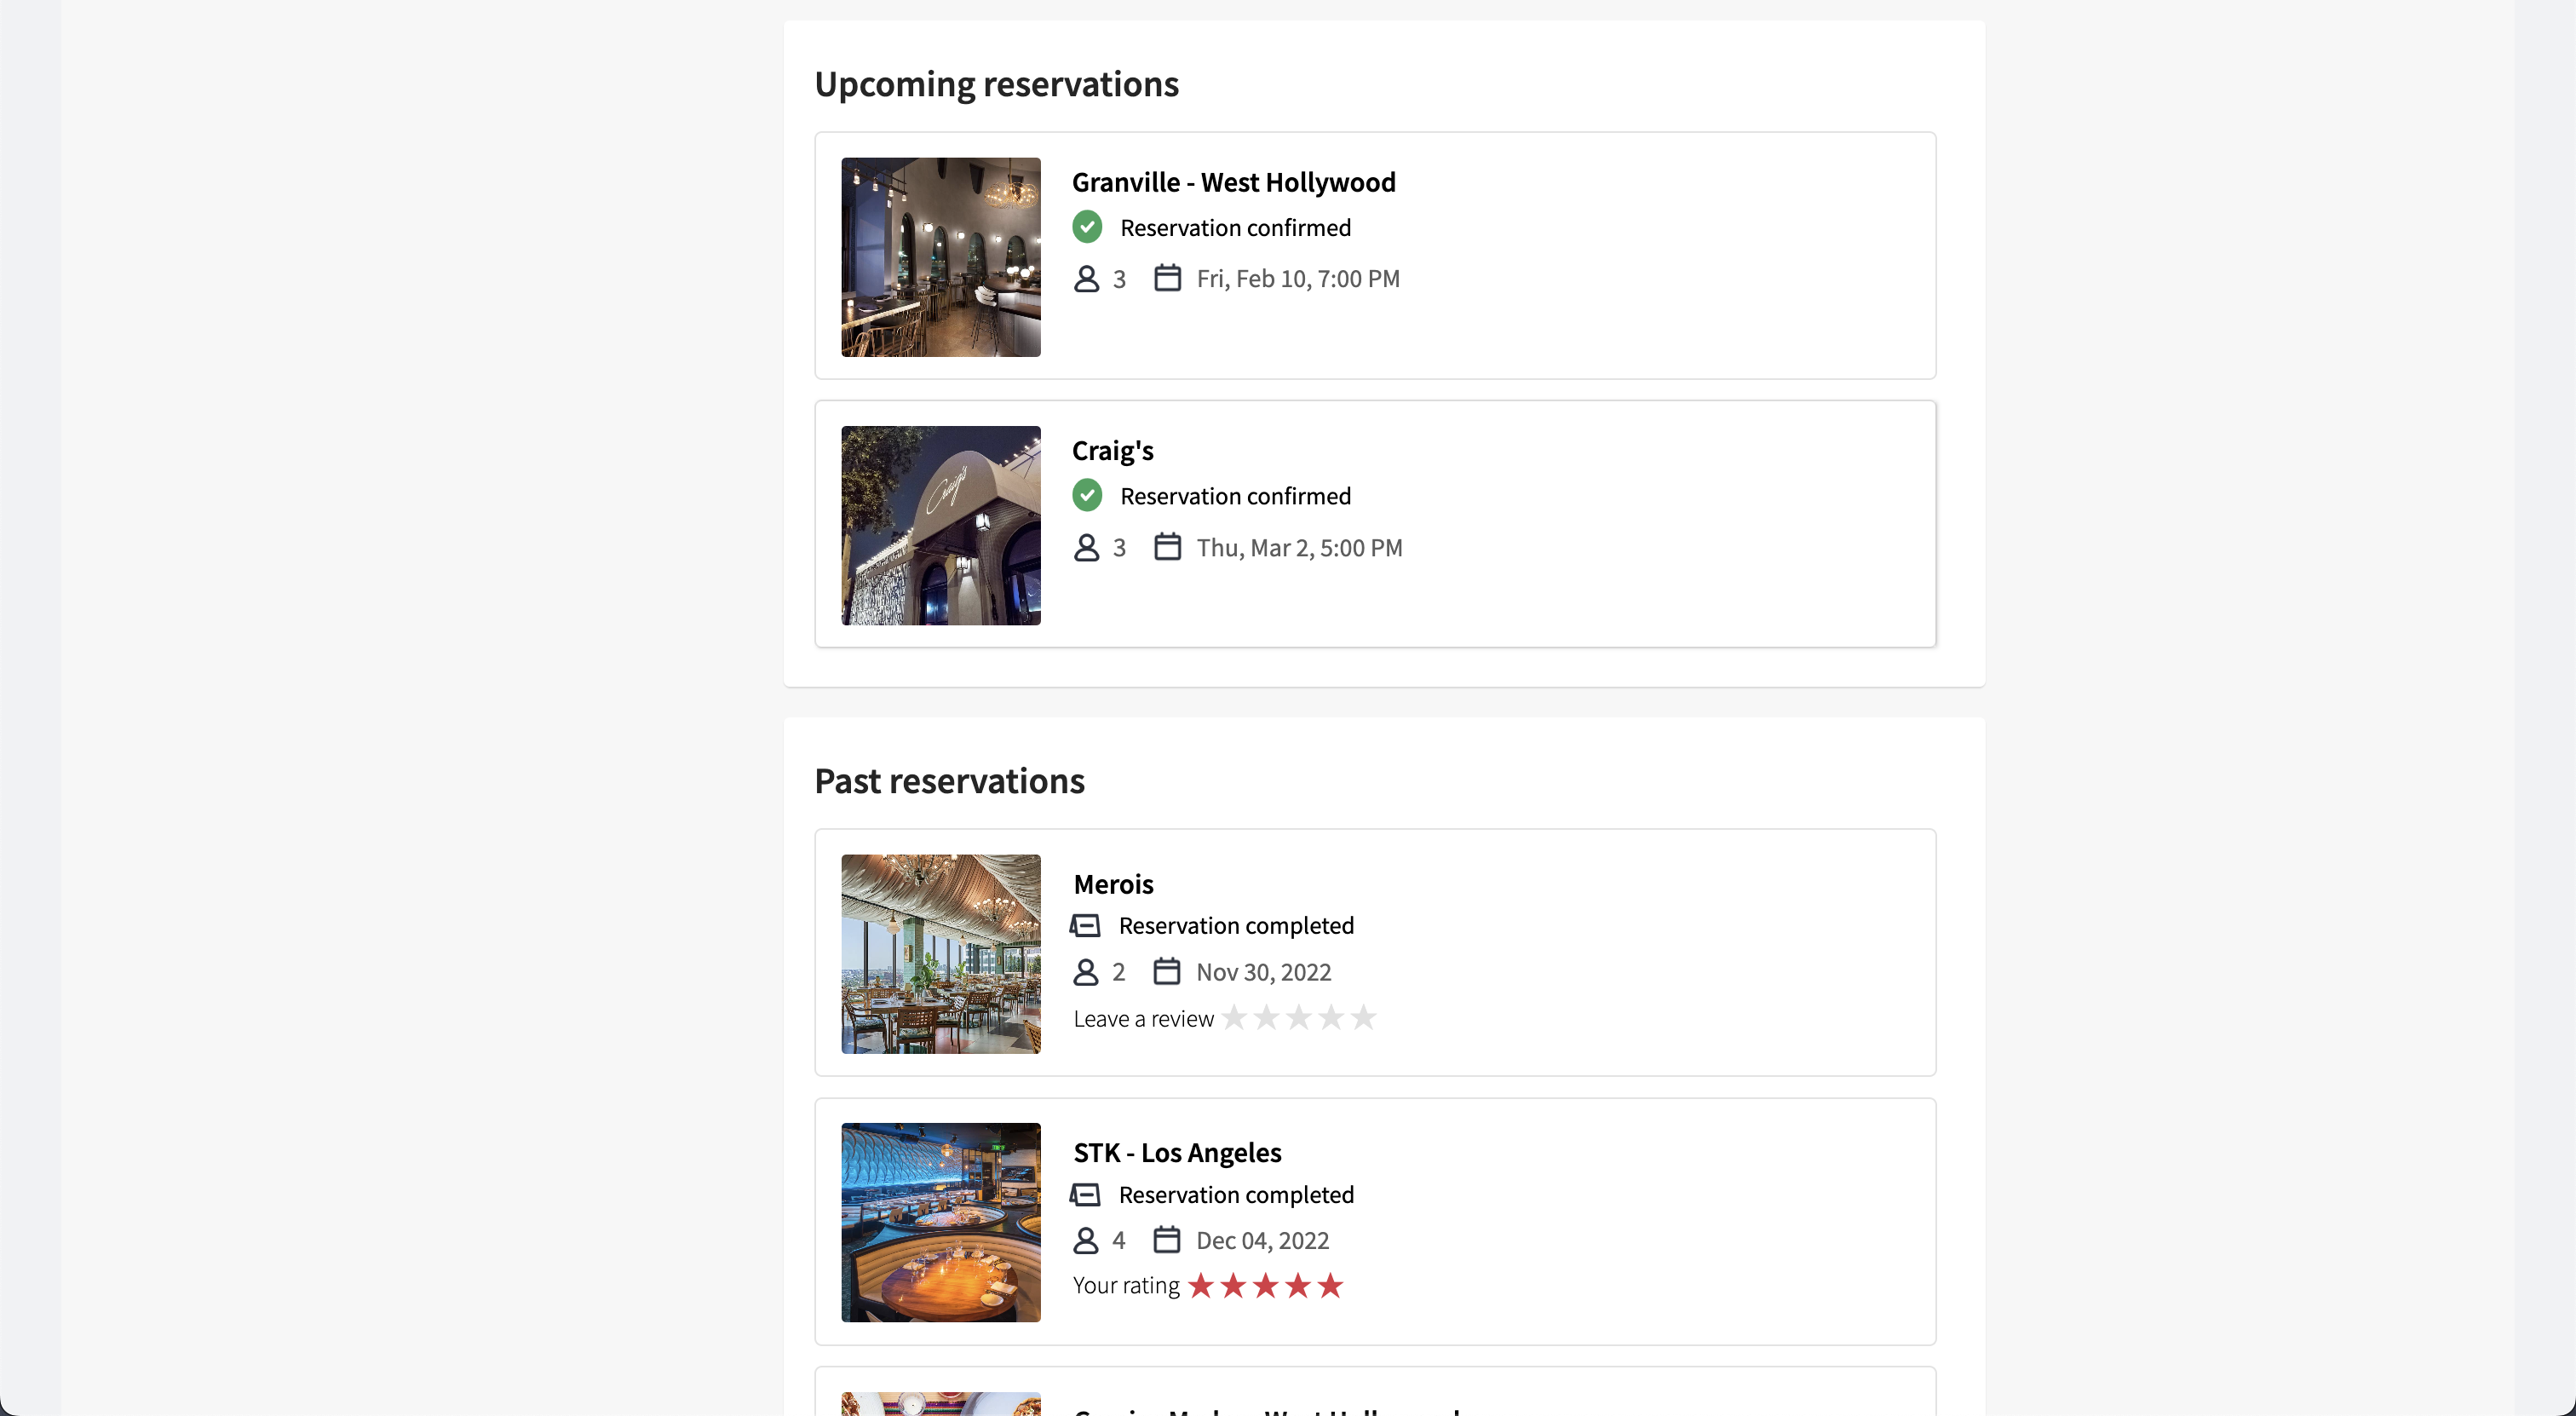 Upcoming reservations
Granville - West Hollywood
Reservation confirmed
3 Fri, Feb 10, 7:00 PM
Craig's
Craig's
Reservation confirmed
3 Thu, Mar 2, 5:00 PM
Past reservations
Merois
Reservation completed
2 Nov 30, 2022
Leave a review
STK - Los Angeles
Reservation completed
4 Dec 04, 2022
Your rating